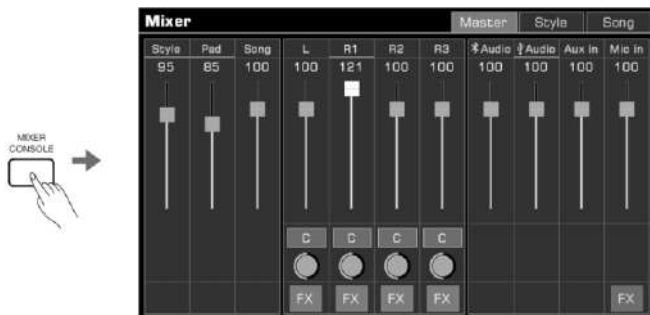 Mixer Master Style Song
Style Pad Song L R1 R2 R3 Audio Audio Aux in Mic in
95 85 100 100 121 100 100 100 100 100 100
MIXER
CONSOLE
C C C C
FX FX FX FX FX